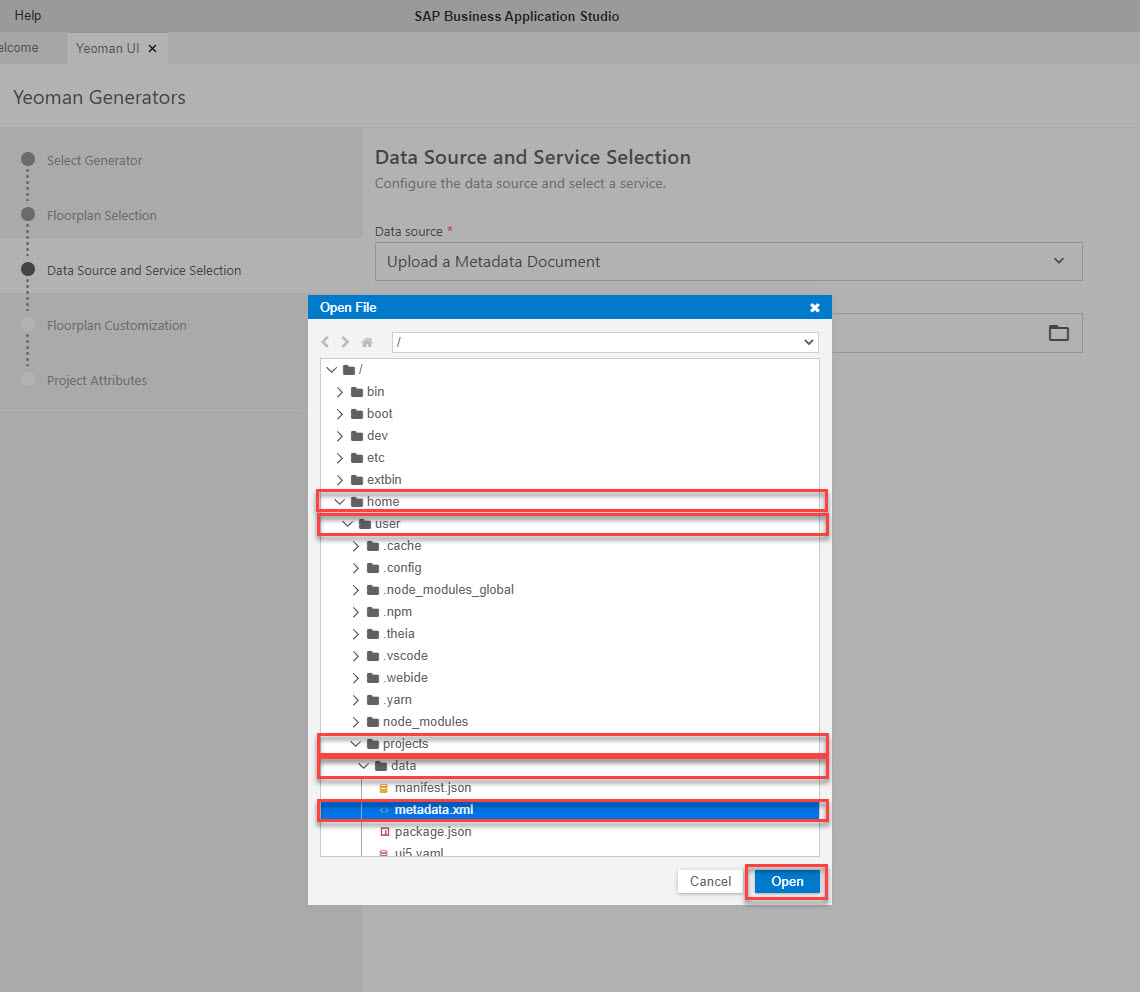 Help
SAP Business Application Studio
elcome
Yeoman UI
Yeoman Generators
Select Generator
Floorplan Selection
Data Source and Service Selection
Floorplan Customization
Project Attributes
Data Source and Service Selection
Configure the data source and select a service.
Data source *
Upload a Metadata Document
Open File
/
/
bin
boot
dev
etc
extbin
home
user
.cache
.config
.node_modules_global
.npm
.theia
.vscode
.webide
.yarn
node_modules
projects
data
manifest.json
metadata.xml
package.json
ui5.yaml
Cancel
Open